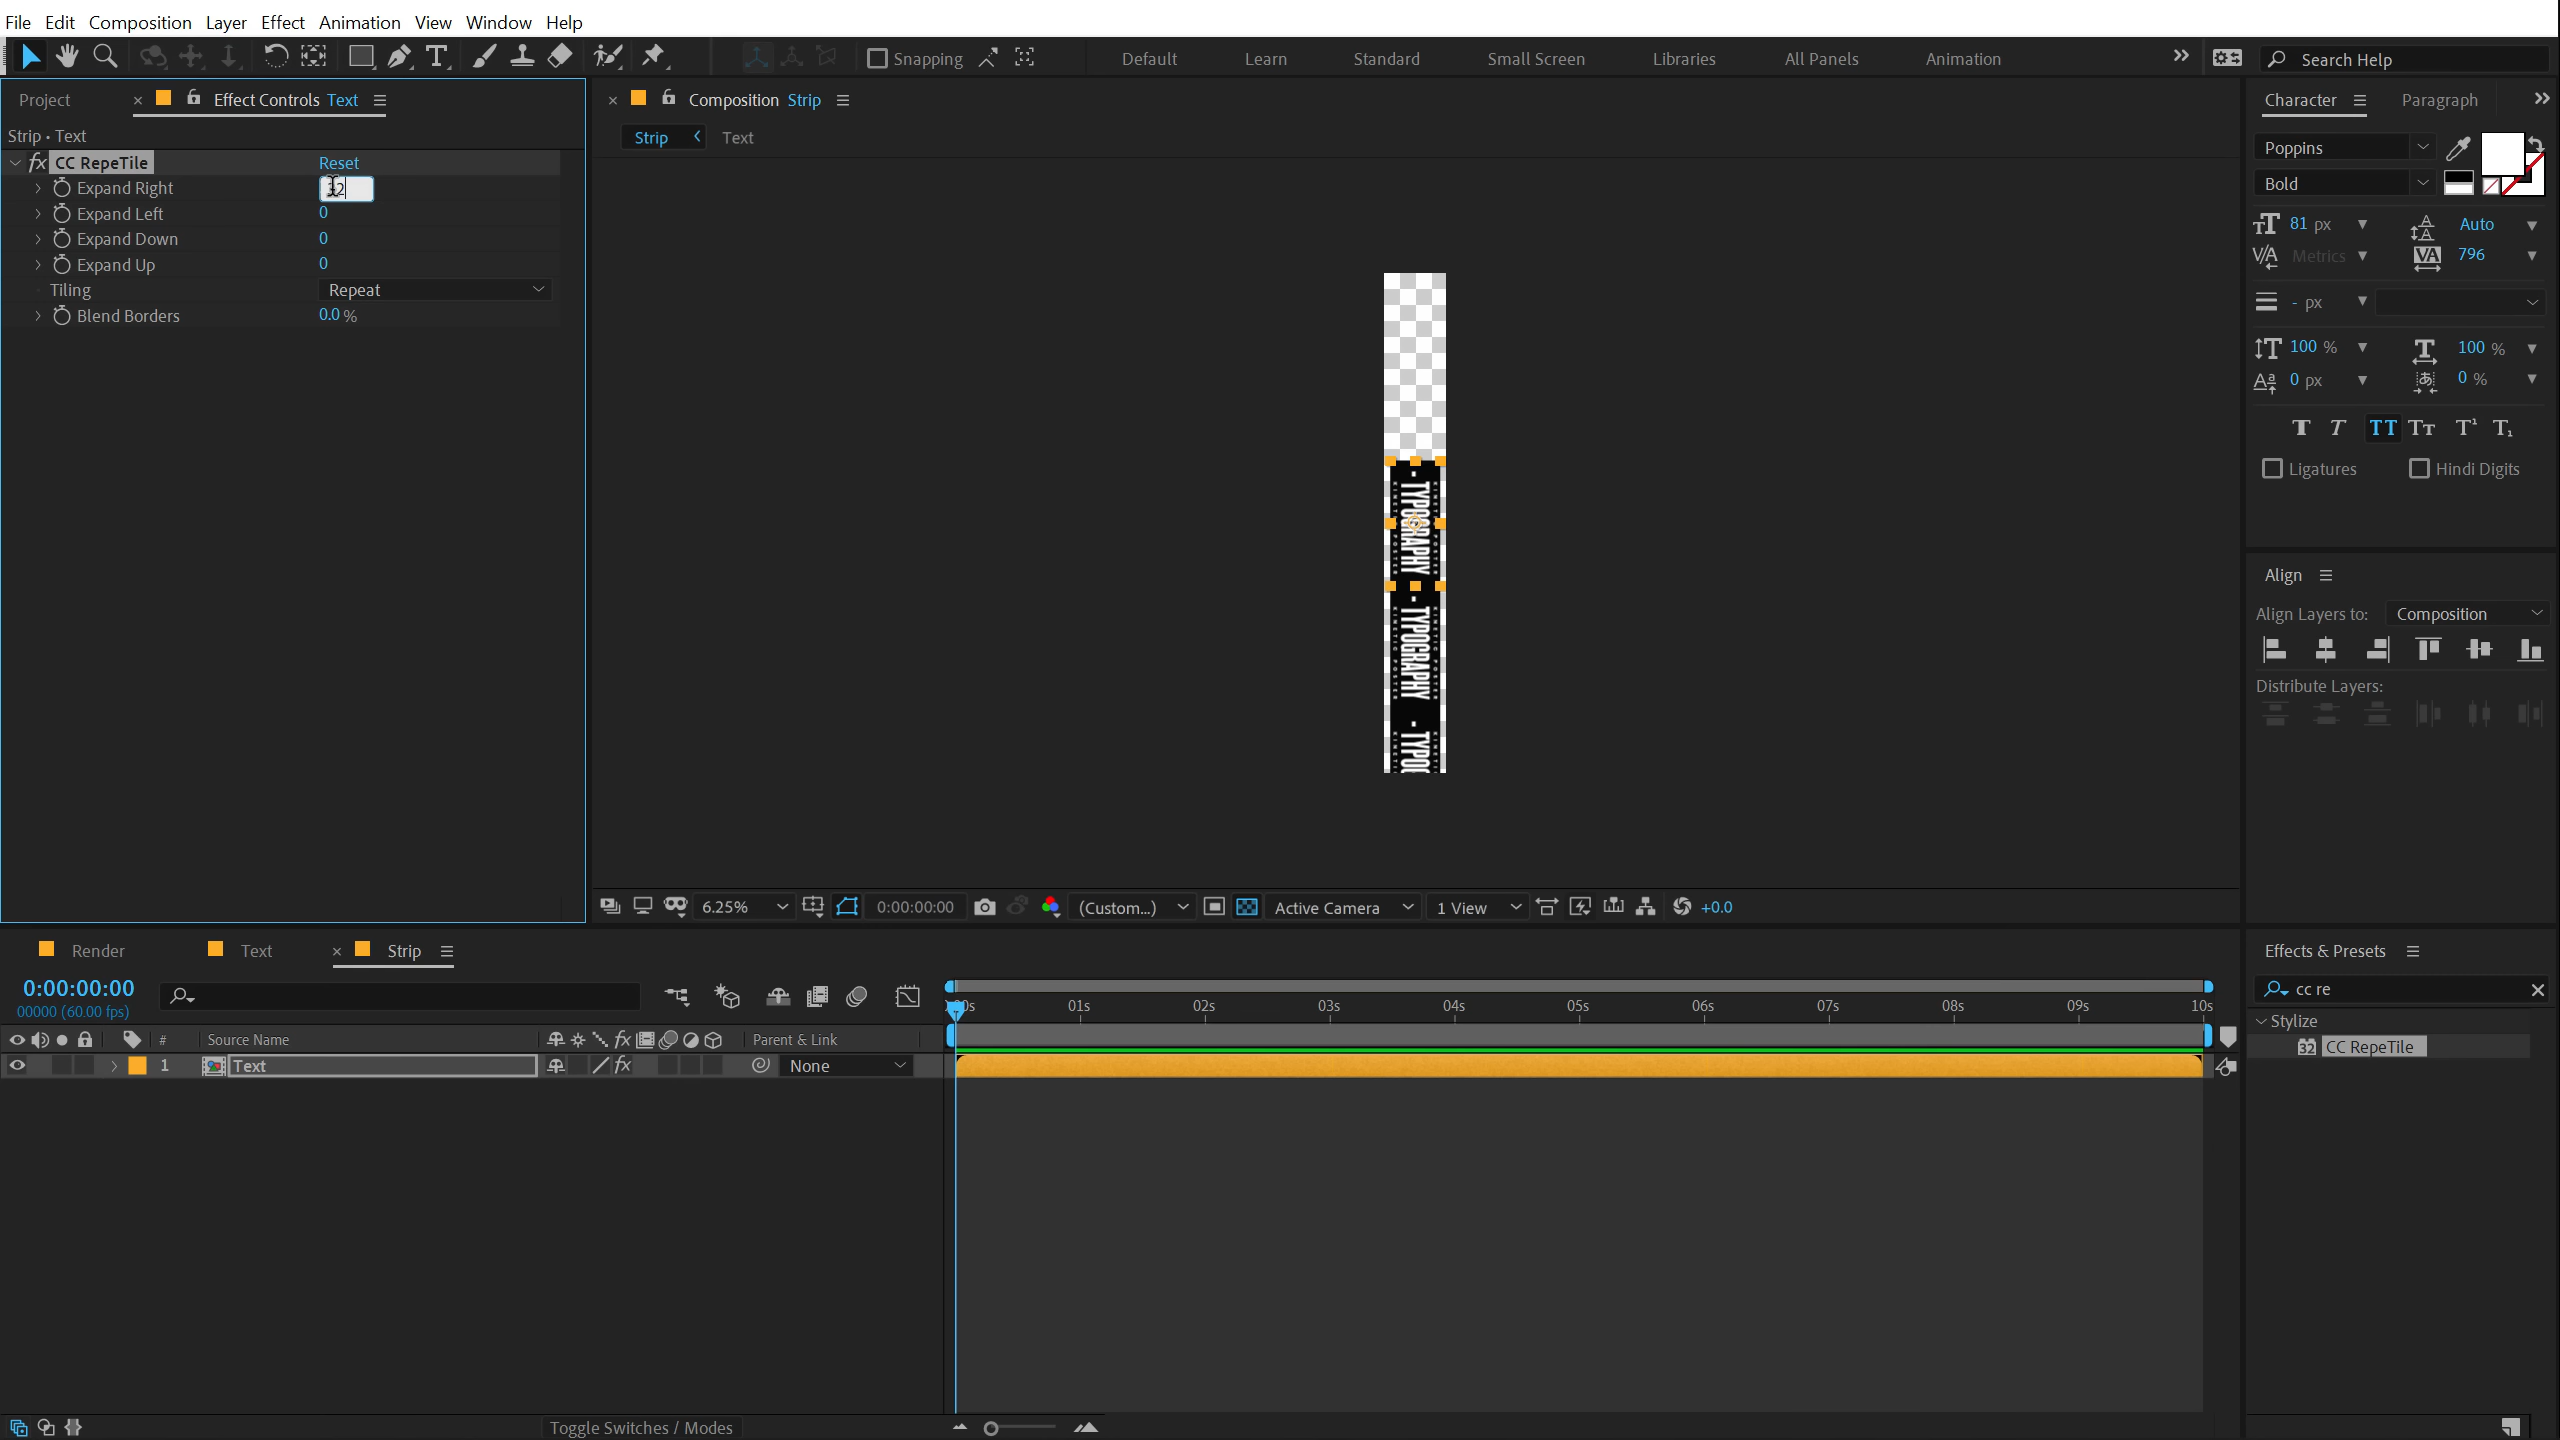 File Edit Composition Layer Effect Animation View Window Help
Snapping Default Learn Standard Small Screen Libraries All Panels Animation Search Help
Project Effect Controls Text
Composition Strip
Character Paragraph
Strip • Text
Strip Text
fx CC RepeTile Reset
Expand Right
Expand Left 0
Expand Down 0
Expand Up 0
Tiling Repeat
Blend Borders 0.0 %
Poppins
Bold
81 px Auto
Metrics 796
- px
100 % 100 %
0 px 0 %
Ligatures Hindi Digits
TYPOGRAPHY
TYPOGRAPHY
Align
Align Layers to: Composition
Distribute Layers:
6.25% 0:00:00:00 (Custom...) Active Camera 1 View +0.0
Render Text Strip
Effects & Presets
0:00:00:00
00000 (60.00 fps)
cc re
01s 02s 03s 04s 05s 06s 07s 08s 09s 10s
Stylize
# Source Name Parent & Link
32 CC RepeTile
1 Text None
Toggle Switches / Modes